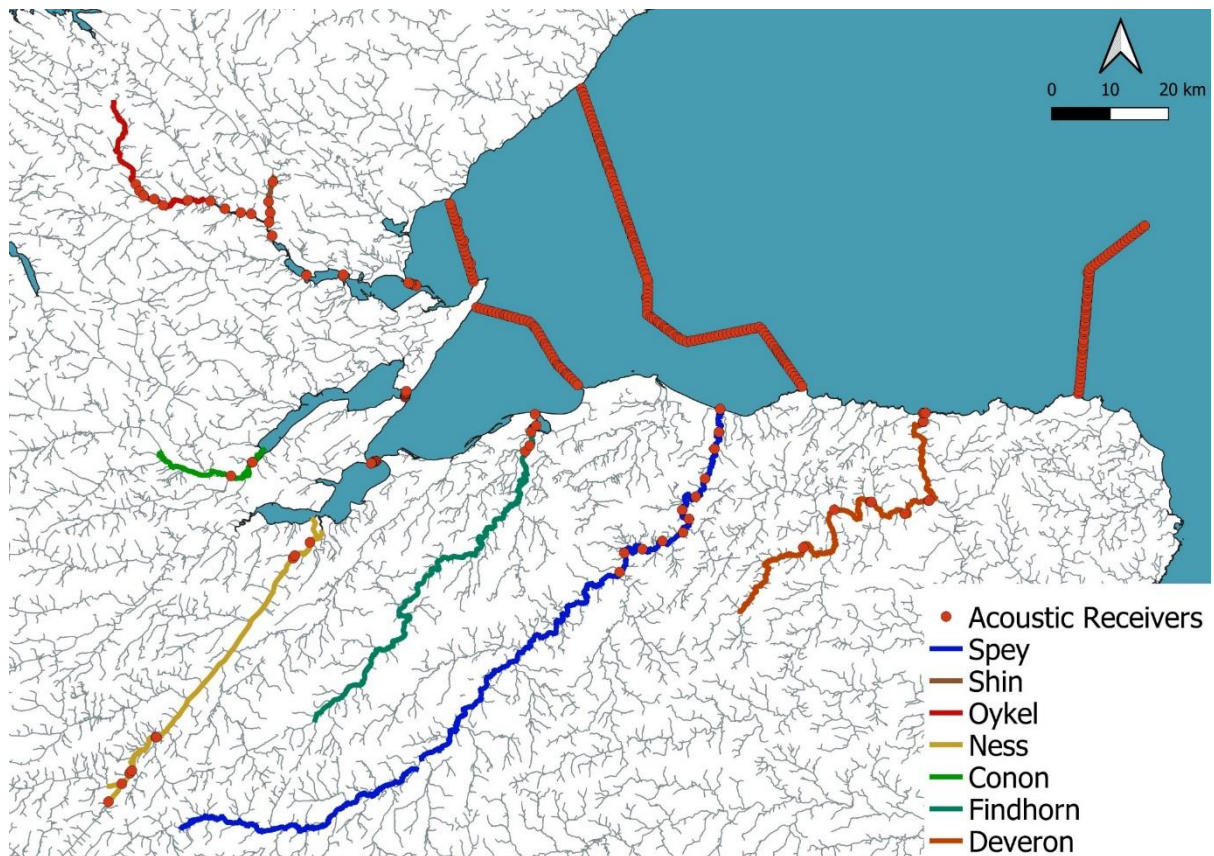 0 10 20 km
Acoustic Receivers
Spey
Shin
Oykel
Ness
Conon
Findhorn
Deveron